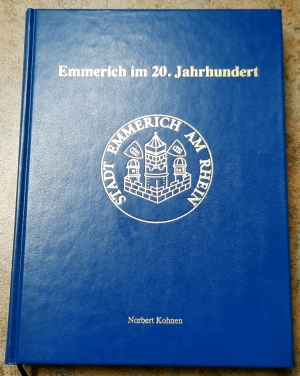 Emmerich im 20. Jahrhundert
STADT EMMERICH AM RHEIN
Norbert Kohnen